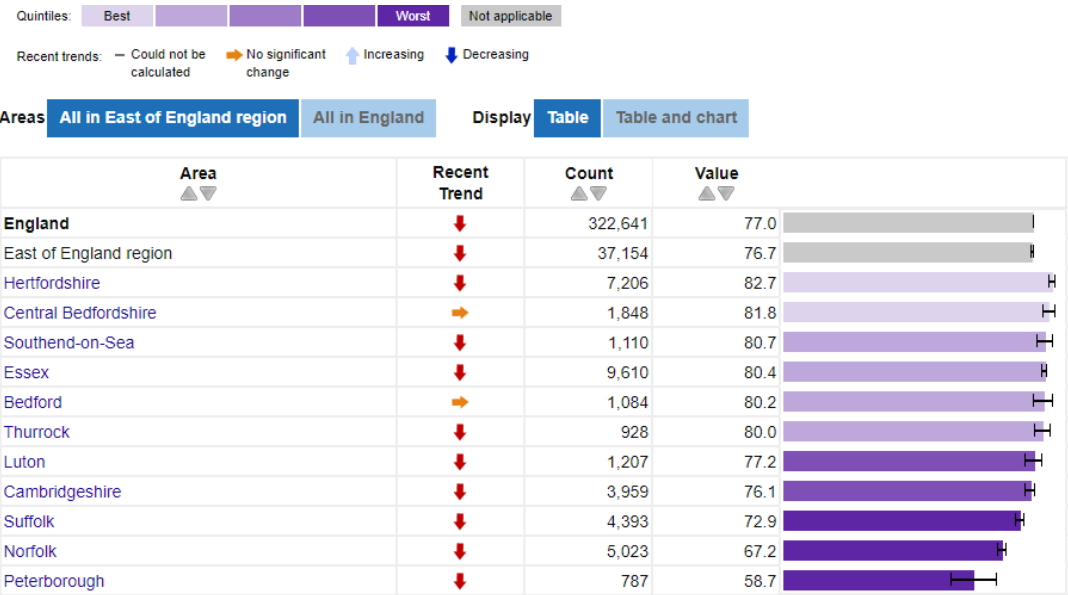 Quintiles: Best Worst Not applicable
Recent trends: – Could not be calculated No significant change Increasing Decreasing
Areas All in East of England region All in England Display Table Table and chart
Area Recent Trend Count Value
England 322,641 77.0
East of England region 37,154 76.7
Hertfordshire 7,206 82.7
Central Bedfordshire 1,848 81.8
Southend-on-Sea 1,110 80.7
Essex 9,610 80.4
Bedford 1,084 80.2
Thurrock 928 80.0
Luton 1,207 77.2
Cambridgeshire 3,959 76.1
Suffolk 4,393 72.9
Norfolk 5,023 67.2
Peterborough 787 58.7